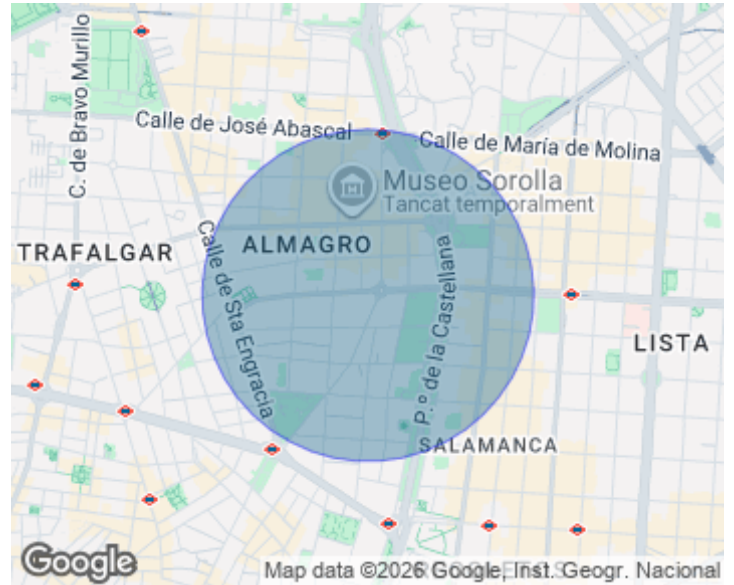 C. de Bravo Murillo
Calle de José Abascal
Calle de María de Molina
Museo Sorolla
Tancat temporalment
TRAFALGAR
ALMAGRO
Calle de Sta Engracia
P.º de la Castellana
LISTA
SALAMANCA
Google
Map data ©2026 Google, Inst. Geogr. Nacional